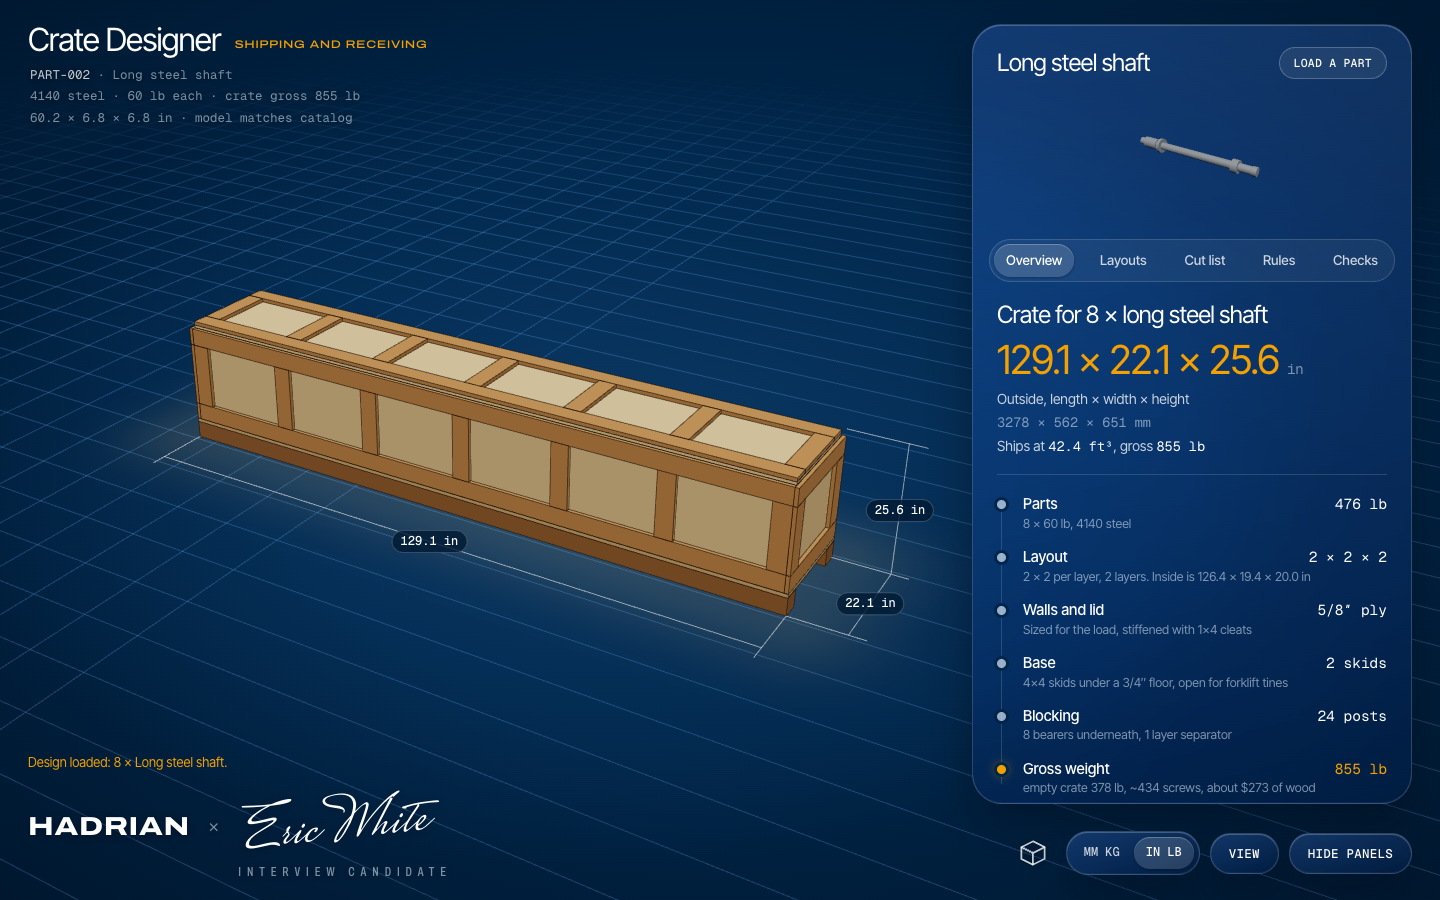 Crate Designer SHIPPING AND RECEIVING
PART-002 · Long steel shaft
4140 steel · 60 lb each · crate gross 855 lb
60.2 × 6.8 × 6.8 in · model matches catalog
25.6 in
129.1 in
22.1 in
Design loaded: 8 × Long steel shaft.
HADRIAN × Eric White
INTERVIEW CANDIDATE
Long steel shaft
LOAD A PART
Overview Layouts Cut list Rules Checks
Crate for 8 × long steel shaft
129.1 × 22.1 × 25.6 in
Outside, length × width × height
3278 × 562 × 651 mm
Ships at 42.4 ft³, gross 855 lb
Parts 476 lb
8 × 60 lb, 4140 steel
Layout 2 × 2 × 2
2 × 2 per layer, 2 layers. Inside is 126.4 × 19.4 × 20.0 in
Walls and lid 5/8″ ply
Sized for the load, stiffened with 1×4 cleats
Base 2 skids
4×4 skids under a 3/4″ floor, open for forklift tines
Blocking 24 posts
8 bearers underneath, 1 layer separator
Gross weight 855 lb
empty crate 378 lb, ~434 screws, about $273 of wood
MM KG IN LB VIEW HIDE PANELS